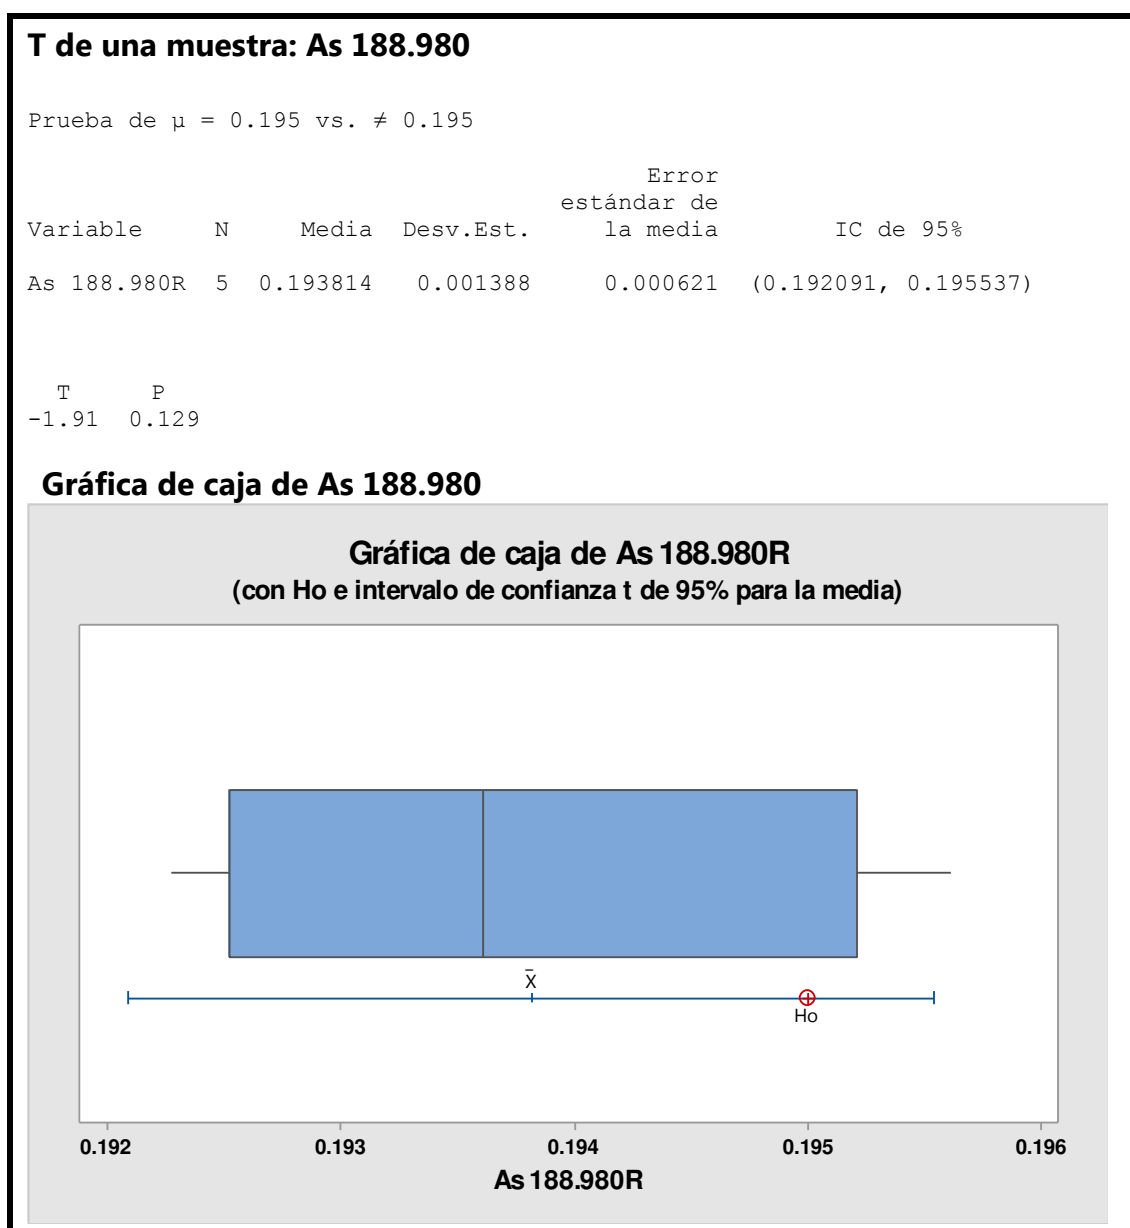 T de una muestra: As 188.980
Prueba de μ = 0.195 vs. ≠ 0.195
Error
estándar de
Variable N Media Desv.Est. la media IC de 95%
As 188.980R 5 0.193814 0.001388 0.000621 (0.192091, 0.195537)
T P
-1.91 0.129
Gráfica de caja de As 188.980
Gráfica de caja de As 188.980R
(con Ho e intervalo de confianza t de 95% para la media)
X̄
Ho
0.192 0.193 0.194 0.195 0.196
As 188.980R